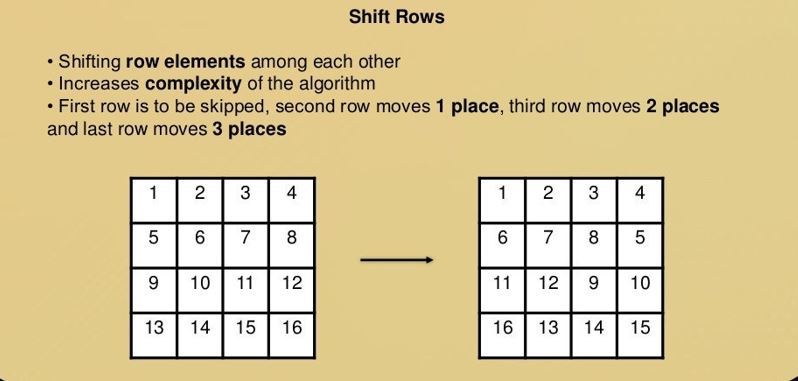 Shift Rows
• Shifting row elements among each other
• Increases complexity of the algorithm
• First row is to be skipped, second row moves 1 place, third row moves 2 places
and last row moves 3 places
1 2 3 4
5 6 7 8
9 10 11 12
13 14 15 16
1 2 3 4
6 7 8 5
11 12 9 10
16 13 14 15